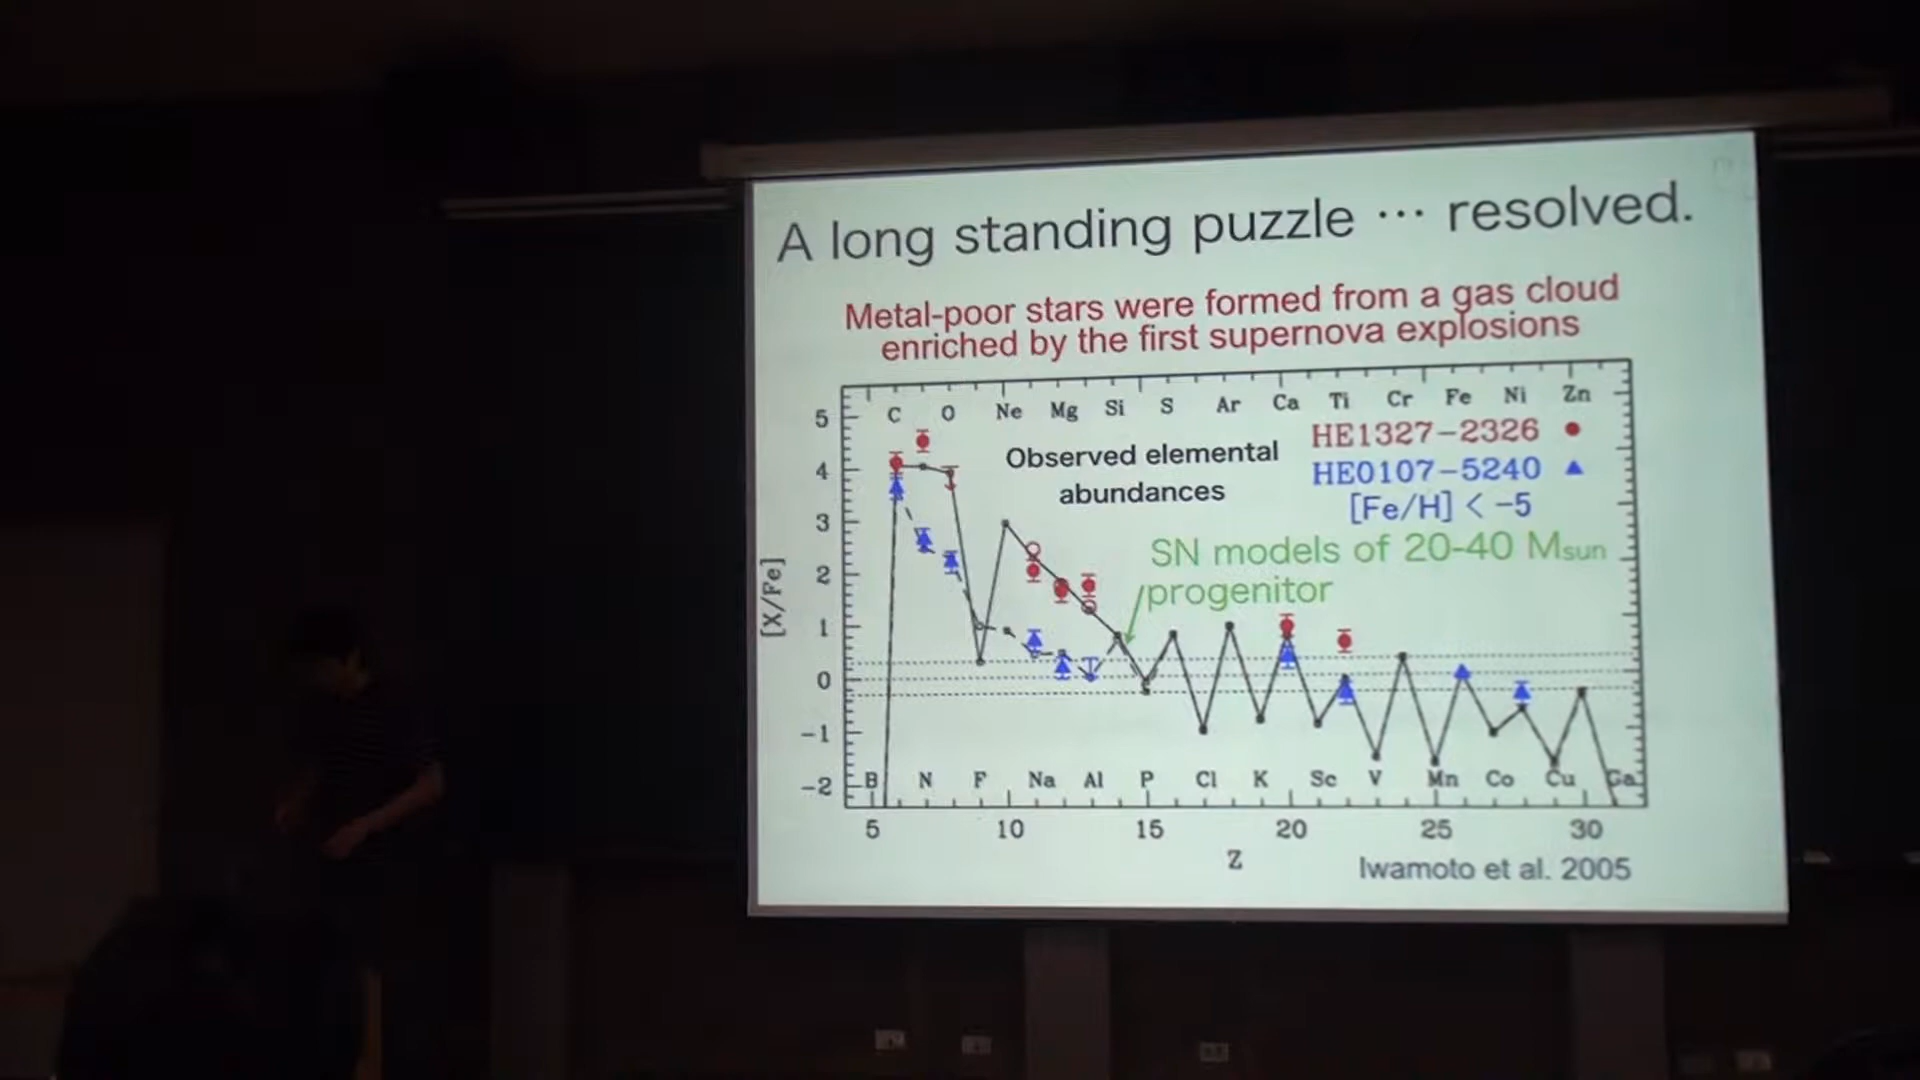 A long standing puzzle ··· resolved.
Metal-poor stars were formed from a gas cloud
enriched by the first supernova explosions
C O Ne Mg Si S Ar Ca Ti Cr Fe Ni Zn
HE1327-2326
HE0107-5240
[Fe/H] < -5
Observed elemental
abundances
SN models of 20-40 Msun
progenitor
[X/Fe]
5
4
3
2
1
0
-1
-2
B N F Na Al P Cl K Sc V Mn Co Cu Ga
5 10 15 20 25 30
Z
Iwamoto et al. 2005